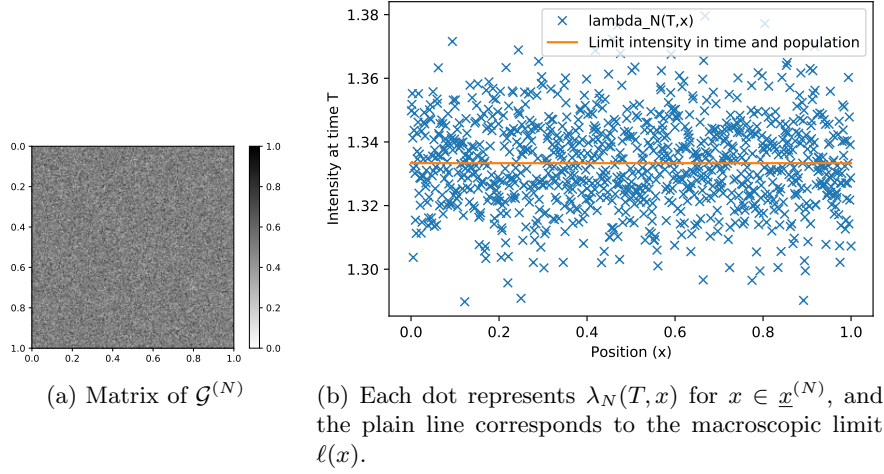 0.0
0.2
0.4
0.6
0.8
1.0
0.0 0.2 0.4 0.6 0.8 1.0
1.0
0.8
0.6
0.4
0.2
0.0
(a) Matrix of 𝒢^(N)
Intensity at time T
1.38
1.36
1.34
1.32
1.30
lambda_N(T,x)
Limit intensity in time and population
0.0 0.2 0.4 0.6 0.8 1.0
Position (x)
(b) Each dot represents λ_N(T, x) for x ∈ x̲^(N), and
the plain line corresponds to the macroscopic limit
ℓ(x).